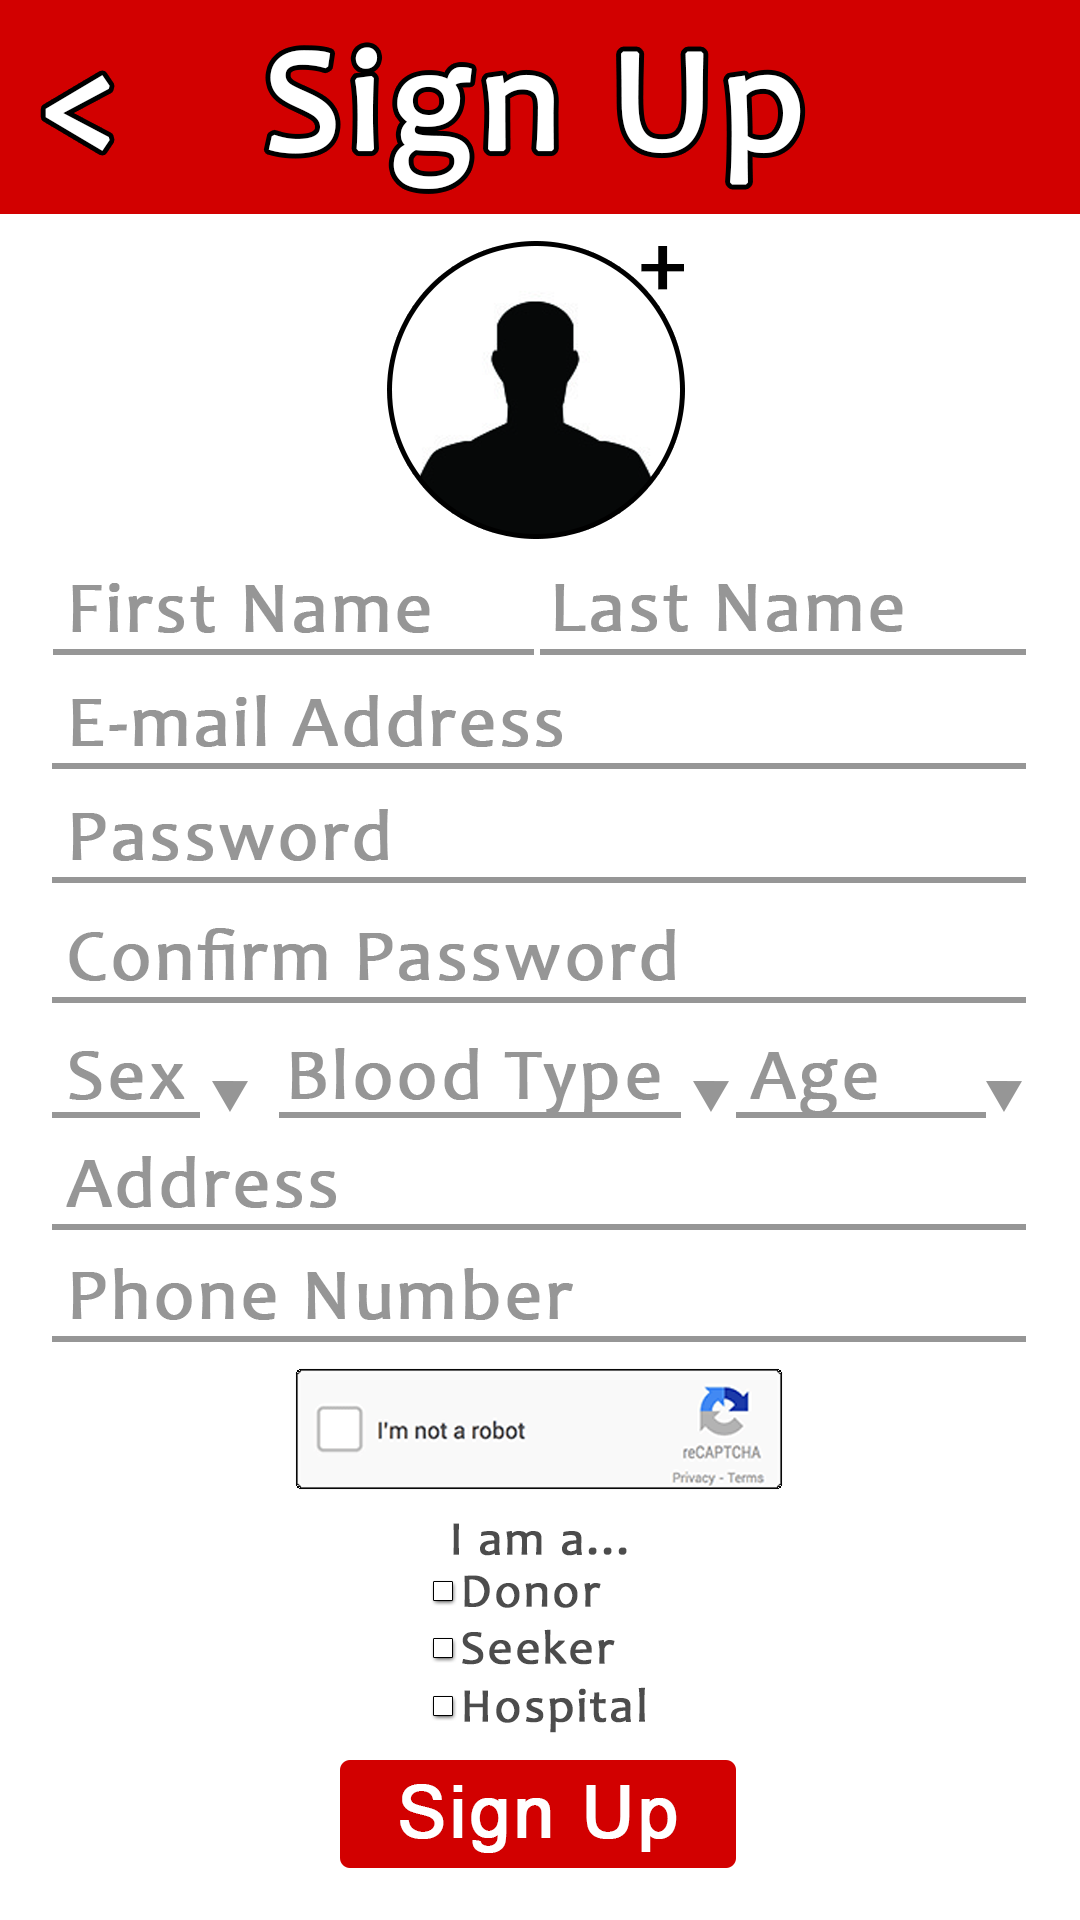 < Sign Up
+
First Name Last Name
E-mail Address
Password
Confirm Password
Sex ▼ Blood Type ▼ Age ▼
Address
Phone Number
I'm not a robot
reCAPTCHA
Privacy - Terms
I am a...
Donor
Seeker
Hospital
Sign Up